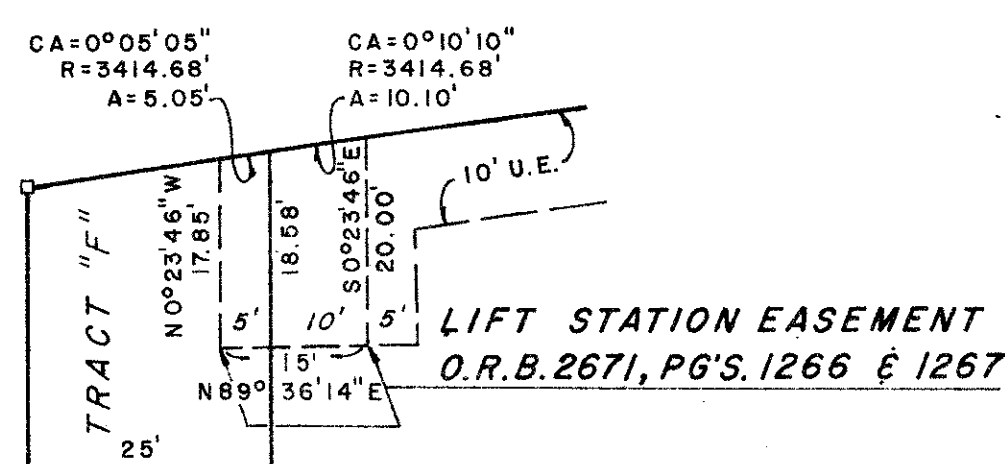 CA=0°05'05"
R=3414.68'
A=5.05'
CA=0°10'10"
R=3414.68'
A=10.10'
10' U.E.
TRACT "F"
N0°23'46"W
17.85'
18.58'
S0°23'46"E
20.00'
5'
10'
5'
15'
N89°36'14"E
25'
LIFT STATION EASEMENT
O.R.B. 2671, PG'S. 1266 & 1267